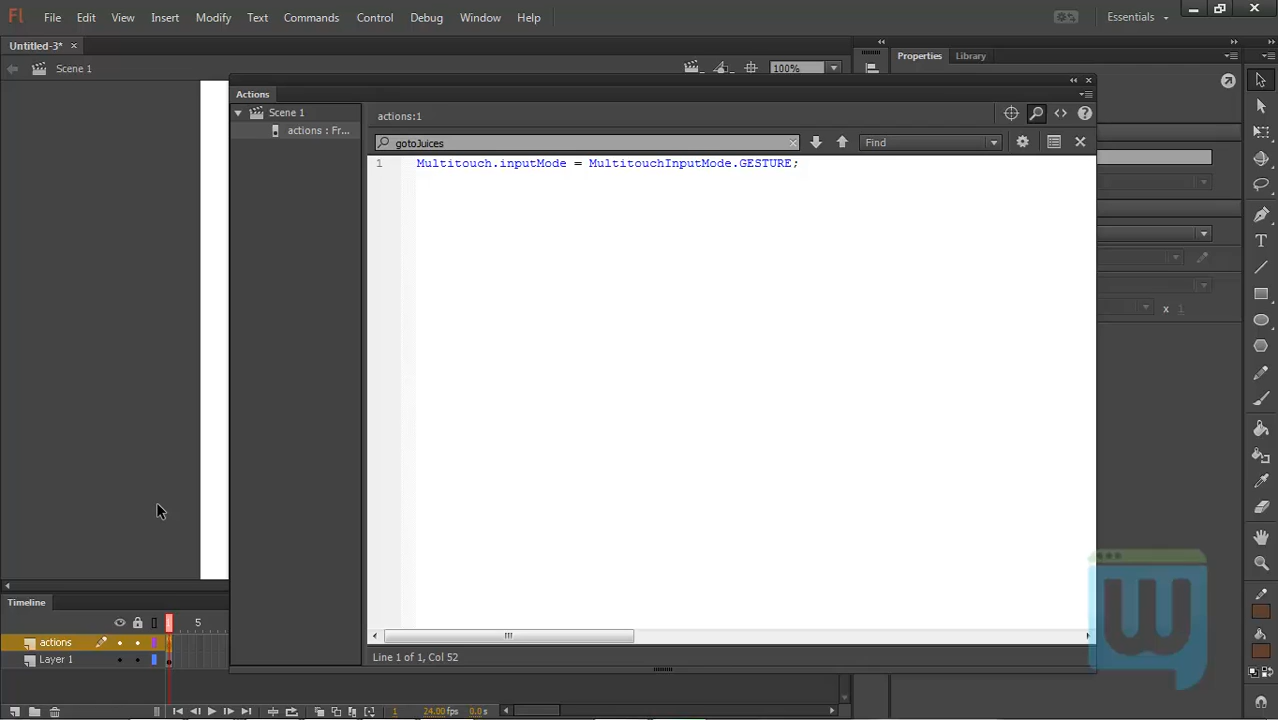 Fl File Edit View Insert Modify Text Commands Control Debug Window Help Essentials
Untitled-3*
Scene 1 100% Properties Library
Actions
Scene 1 actions:1
actions : Fr...
gotoJuices Find
1 Multitouch.inputMode = MultitouchInputMode.GESTURE;
x 1
Timeline
5
actions
Layer 1
Line 1 of 1, Col 52
1 24.00 fps 0.0 s